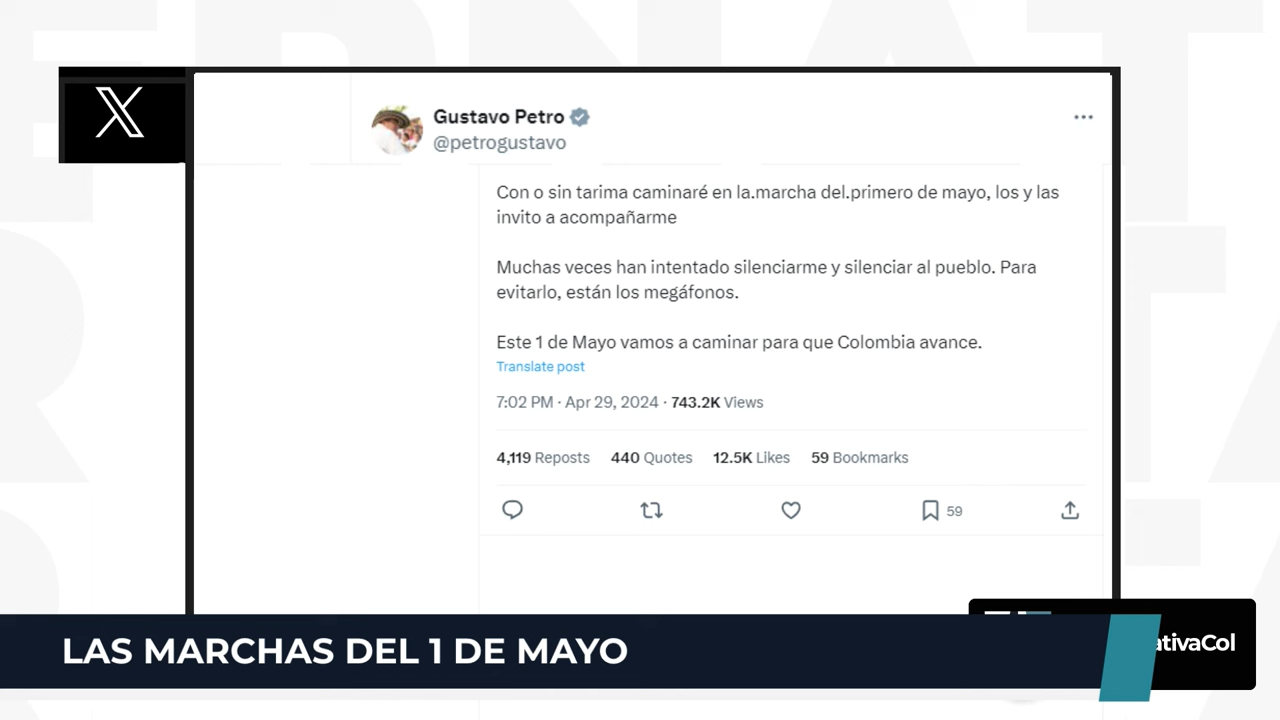 Gustavo Petro
@petrogustavo
Con o sin tarima caminaré en la.marcha del.primero de mayo, los y las
invito a acompañarme
Muchas veces han intentado silenciarme y silenciar al pueblo. Para
evitarlo, están los megáfonos.
Este 1 de Mayo vamos a caminar para que Colombia avance.
Translate post
7:02 PM · Apr 29, 2024 · 743.2K Views
4,119 Reposts 440 Quotes 12.5K Likes 59 Bookmarks
59
LAS MARCHAS DEL 1 DE MAYO
ativaCol